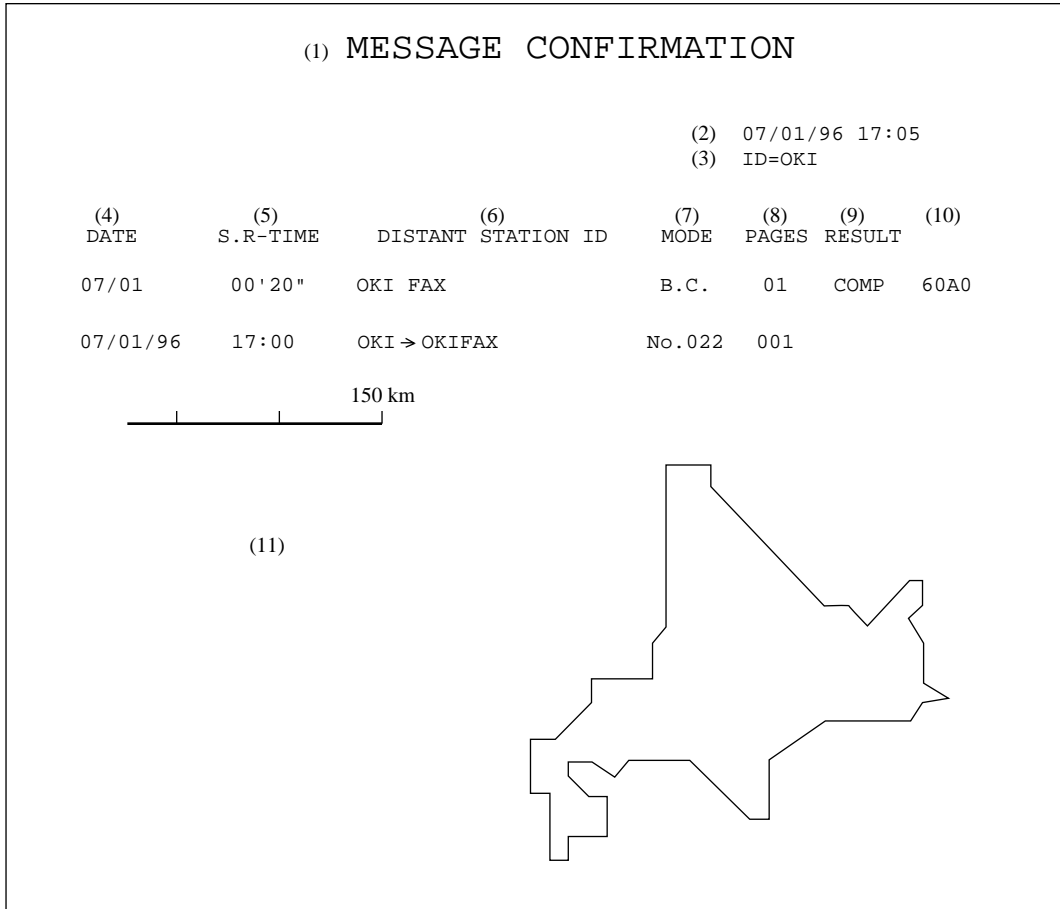 (1) MESSAGE CONFIRMATION
(2) 07/01/96 17:05
(3) ID=OKI
(4) (5) (6) (7) (8) (9) (10)
DATE S.R-TIME DISTANT STATION ID MODE PAGES RESULT
07/01 00'20" OKI FAX B.C. 01 COMP 60A0
07/01/96 17:00 OKI → OKIFAX No.022 001
150 km
(11)